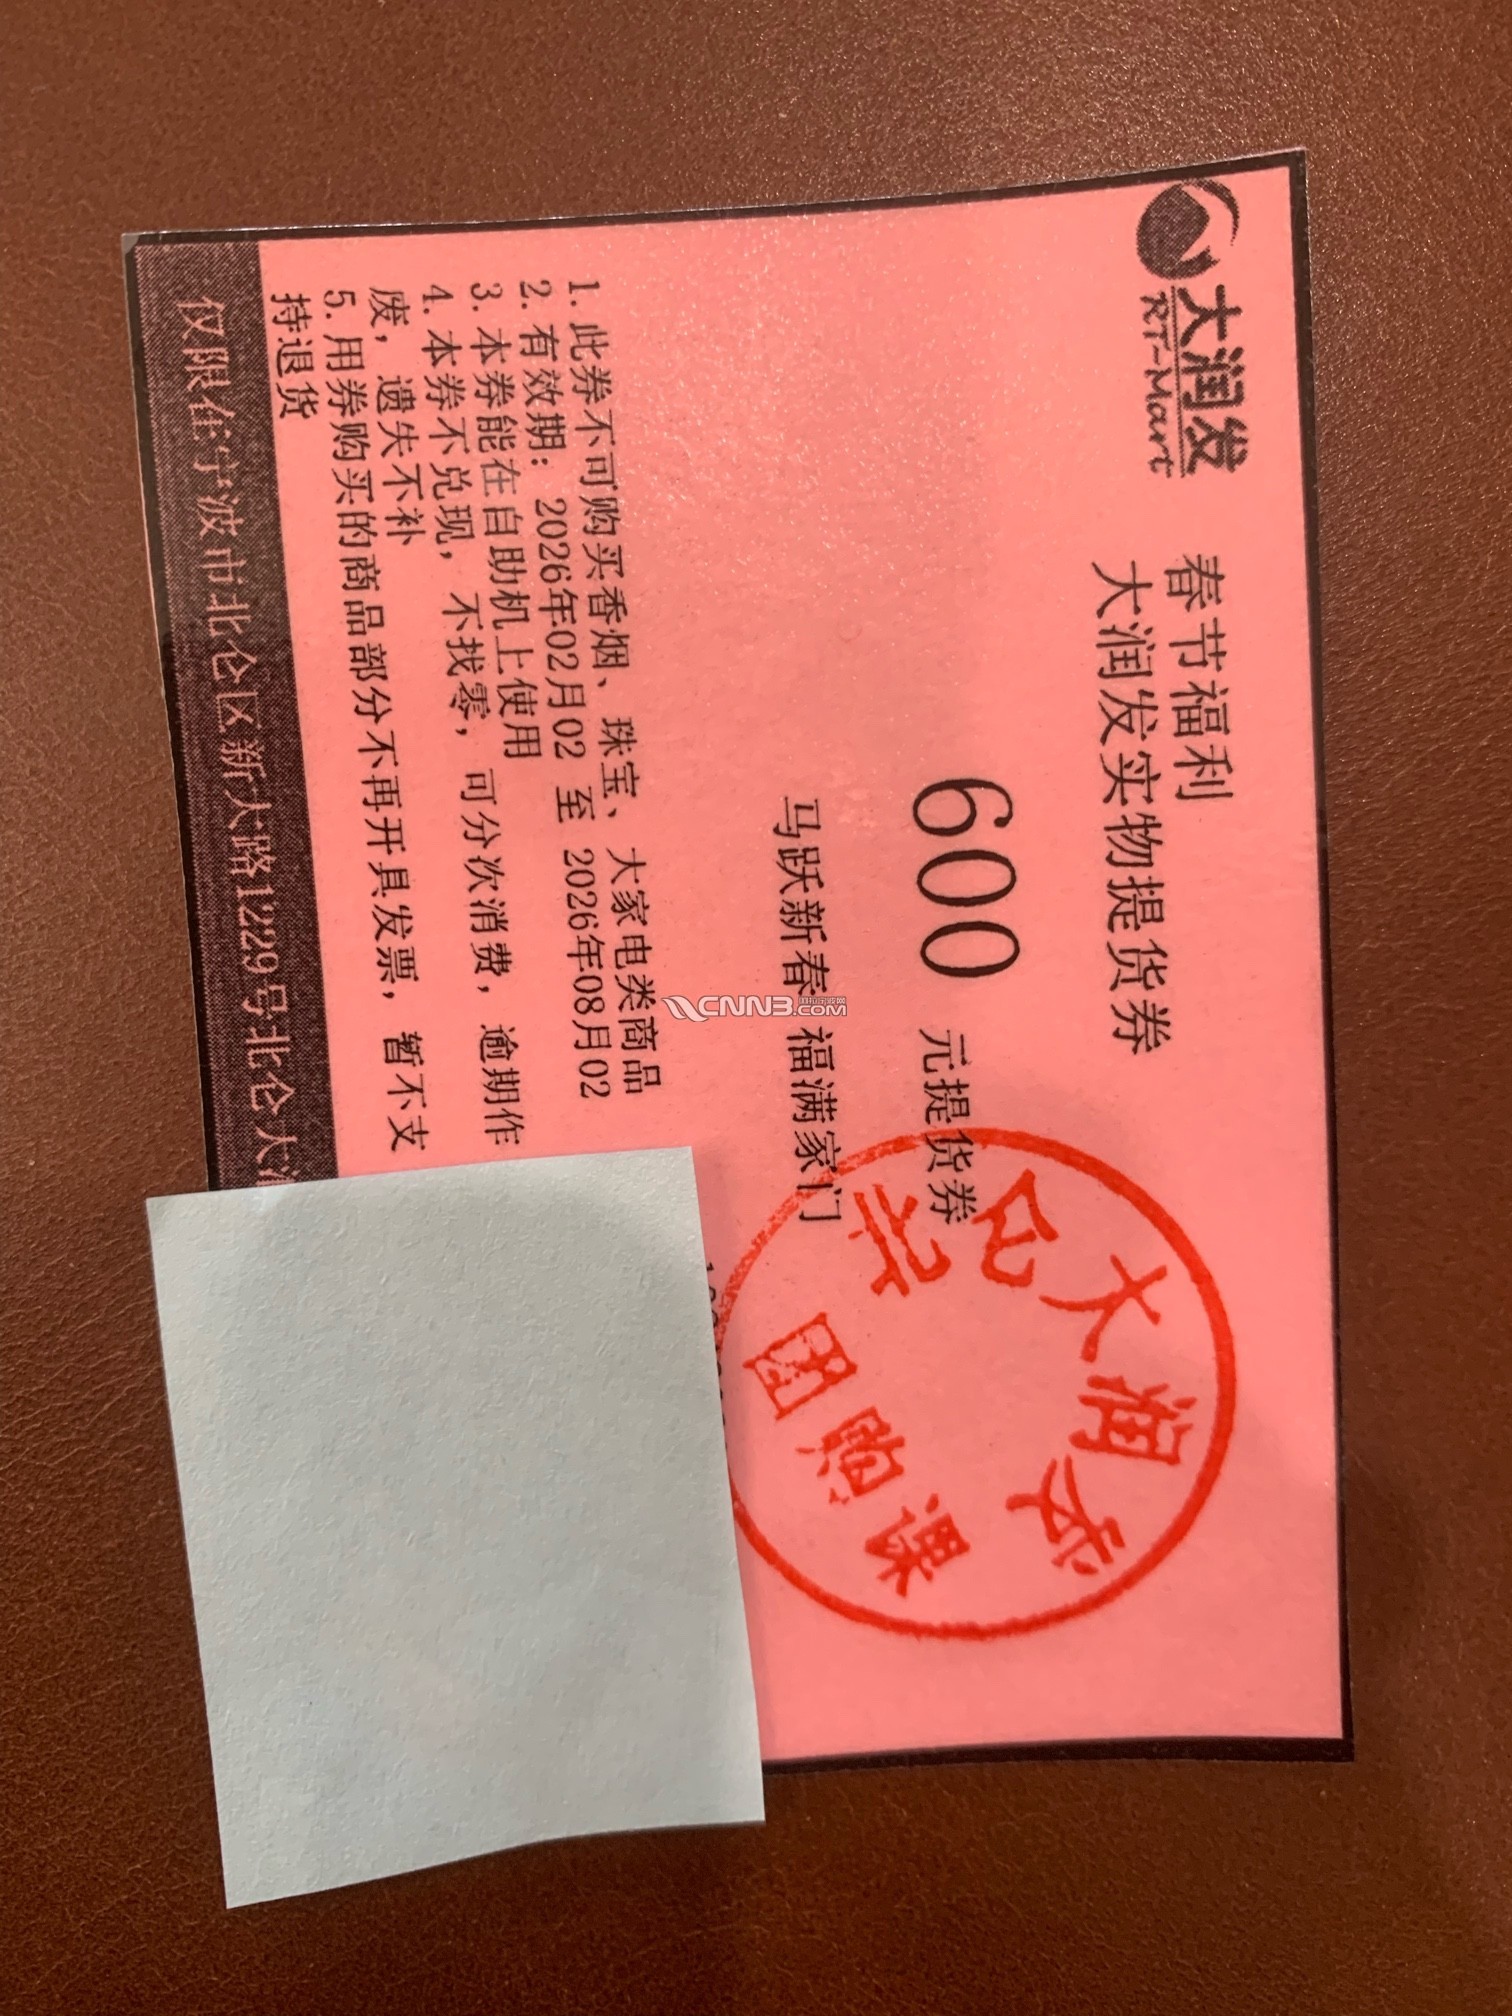 大润发
RT-Mart
春节福利
大润发实物提货券
600 元提货券
马跃新春 福满家门
1. 此券不可购买香烟、珠宝、大家电类商品
2. 有效期: 2026年02月02 至 2026年08月02
3. 本券能在自助机上使用
4. 本券不兑现, 不找零, 可分次消费, 逾期作
废, 遗失不补
5. 用券购买的商品部分不再开具发票, 暂不支
持退货
仅限在宁波市北仑区新大路1229号北仑大润
大润发
团购课
CNN3.COM